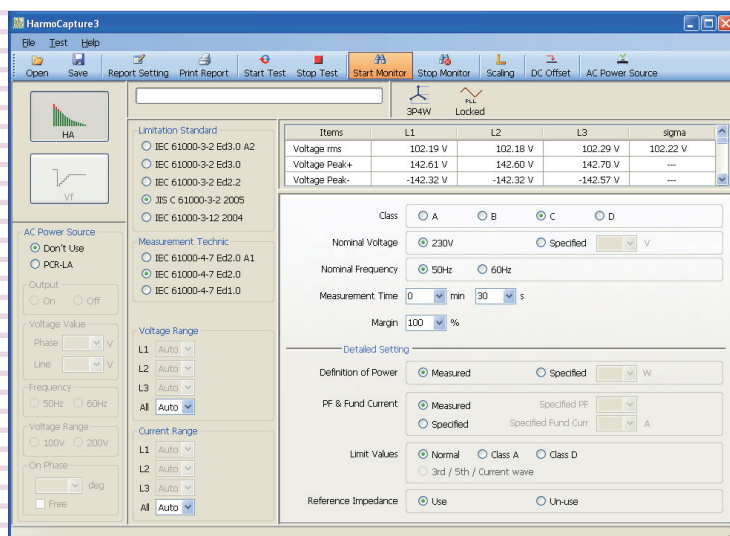 HarmoCapture3
File Test Help
Open Save Report Setting Print Report Start Test Stop Test Start Monitor Stop Monitor Scaling DC Offset AC Power Source
HA
Vf
3P4W
PLL
Locked
Items L1 L2 L3 sigma
Voltage rms 102.19 V 102.18 V 102.29 V 102.22 V
Voltage Peak+ 142.61 V 142.60 V 142.70 V ---
Voltage Peak- -142.32 V -142.32 V -142.57 V ---
AC Power Source
Don't Use
PCR-LA
Output
On Off
Voltage Value
Phase V
Line V
Frequency
50Hz 60Hz
Voltage Range
100V 200V
On Phase
deg
Free
Limitation Standard
IEC 61000-3-2 Ed3.0 A2
IEC 61000-3-2 Ed3.0
IEC 61000-3-2 Ed2.2
JIS C 61000-3-2 2005
IEC 61000-3-12 2004
Measurement Technic
IEC 61000-4-7 Ed2.0 A1
IEC 61000-4-7 Ed2.0
IEC 61000-4-7 Ed1.0
Voltage Range
L1 Auto
L2 Auto
L3 Auto
All Auto
Current Range
L1 Auto
L2 Auto
L3 Auto
All Auto
Class A B C D
Nominal Voltage 230V Specified V
Nominal Frequency 50Hz 60Hz
Measurement Time 0 min 30 s
Margin 100 %
Detailed Setting
Definition of Power Measured Specified W
PF & Fund Current Measured Specified PF
Specified Specified Fund Curr A
Limit Values Normal Class A Class D
3rd / 5th / Current wave
Reference Impedance Use Un-use